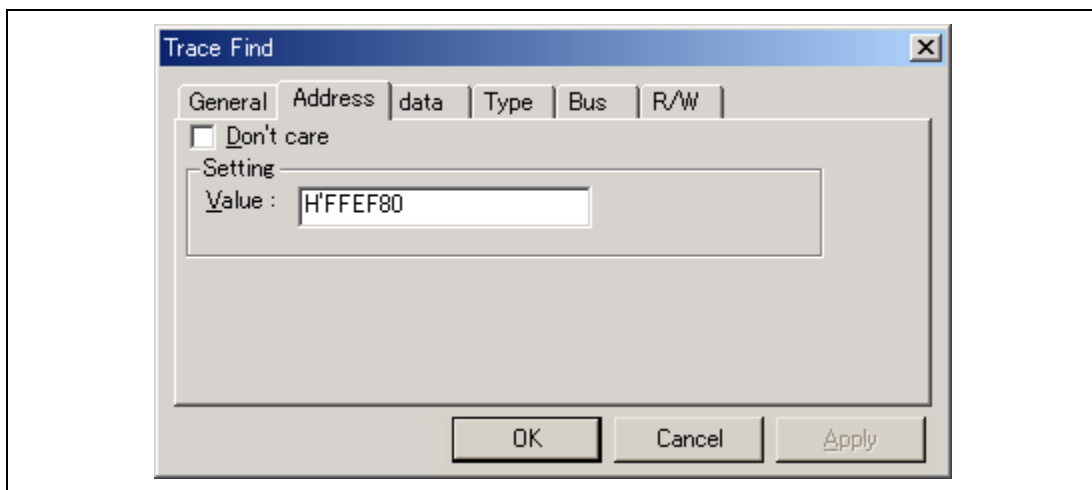 Trace Find
General Address data Type Bus R/W
Don't care
Setting
Value : H'FFEF80
OK Cancel Apply